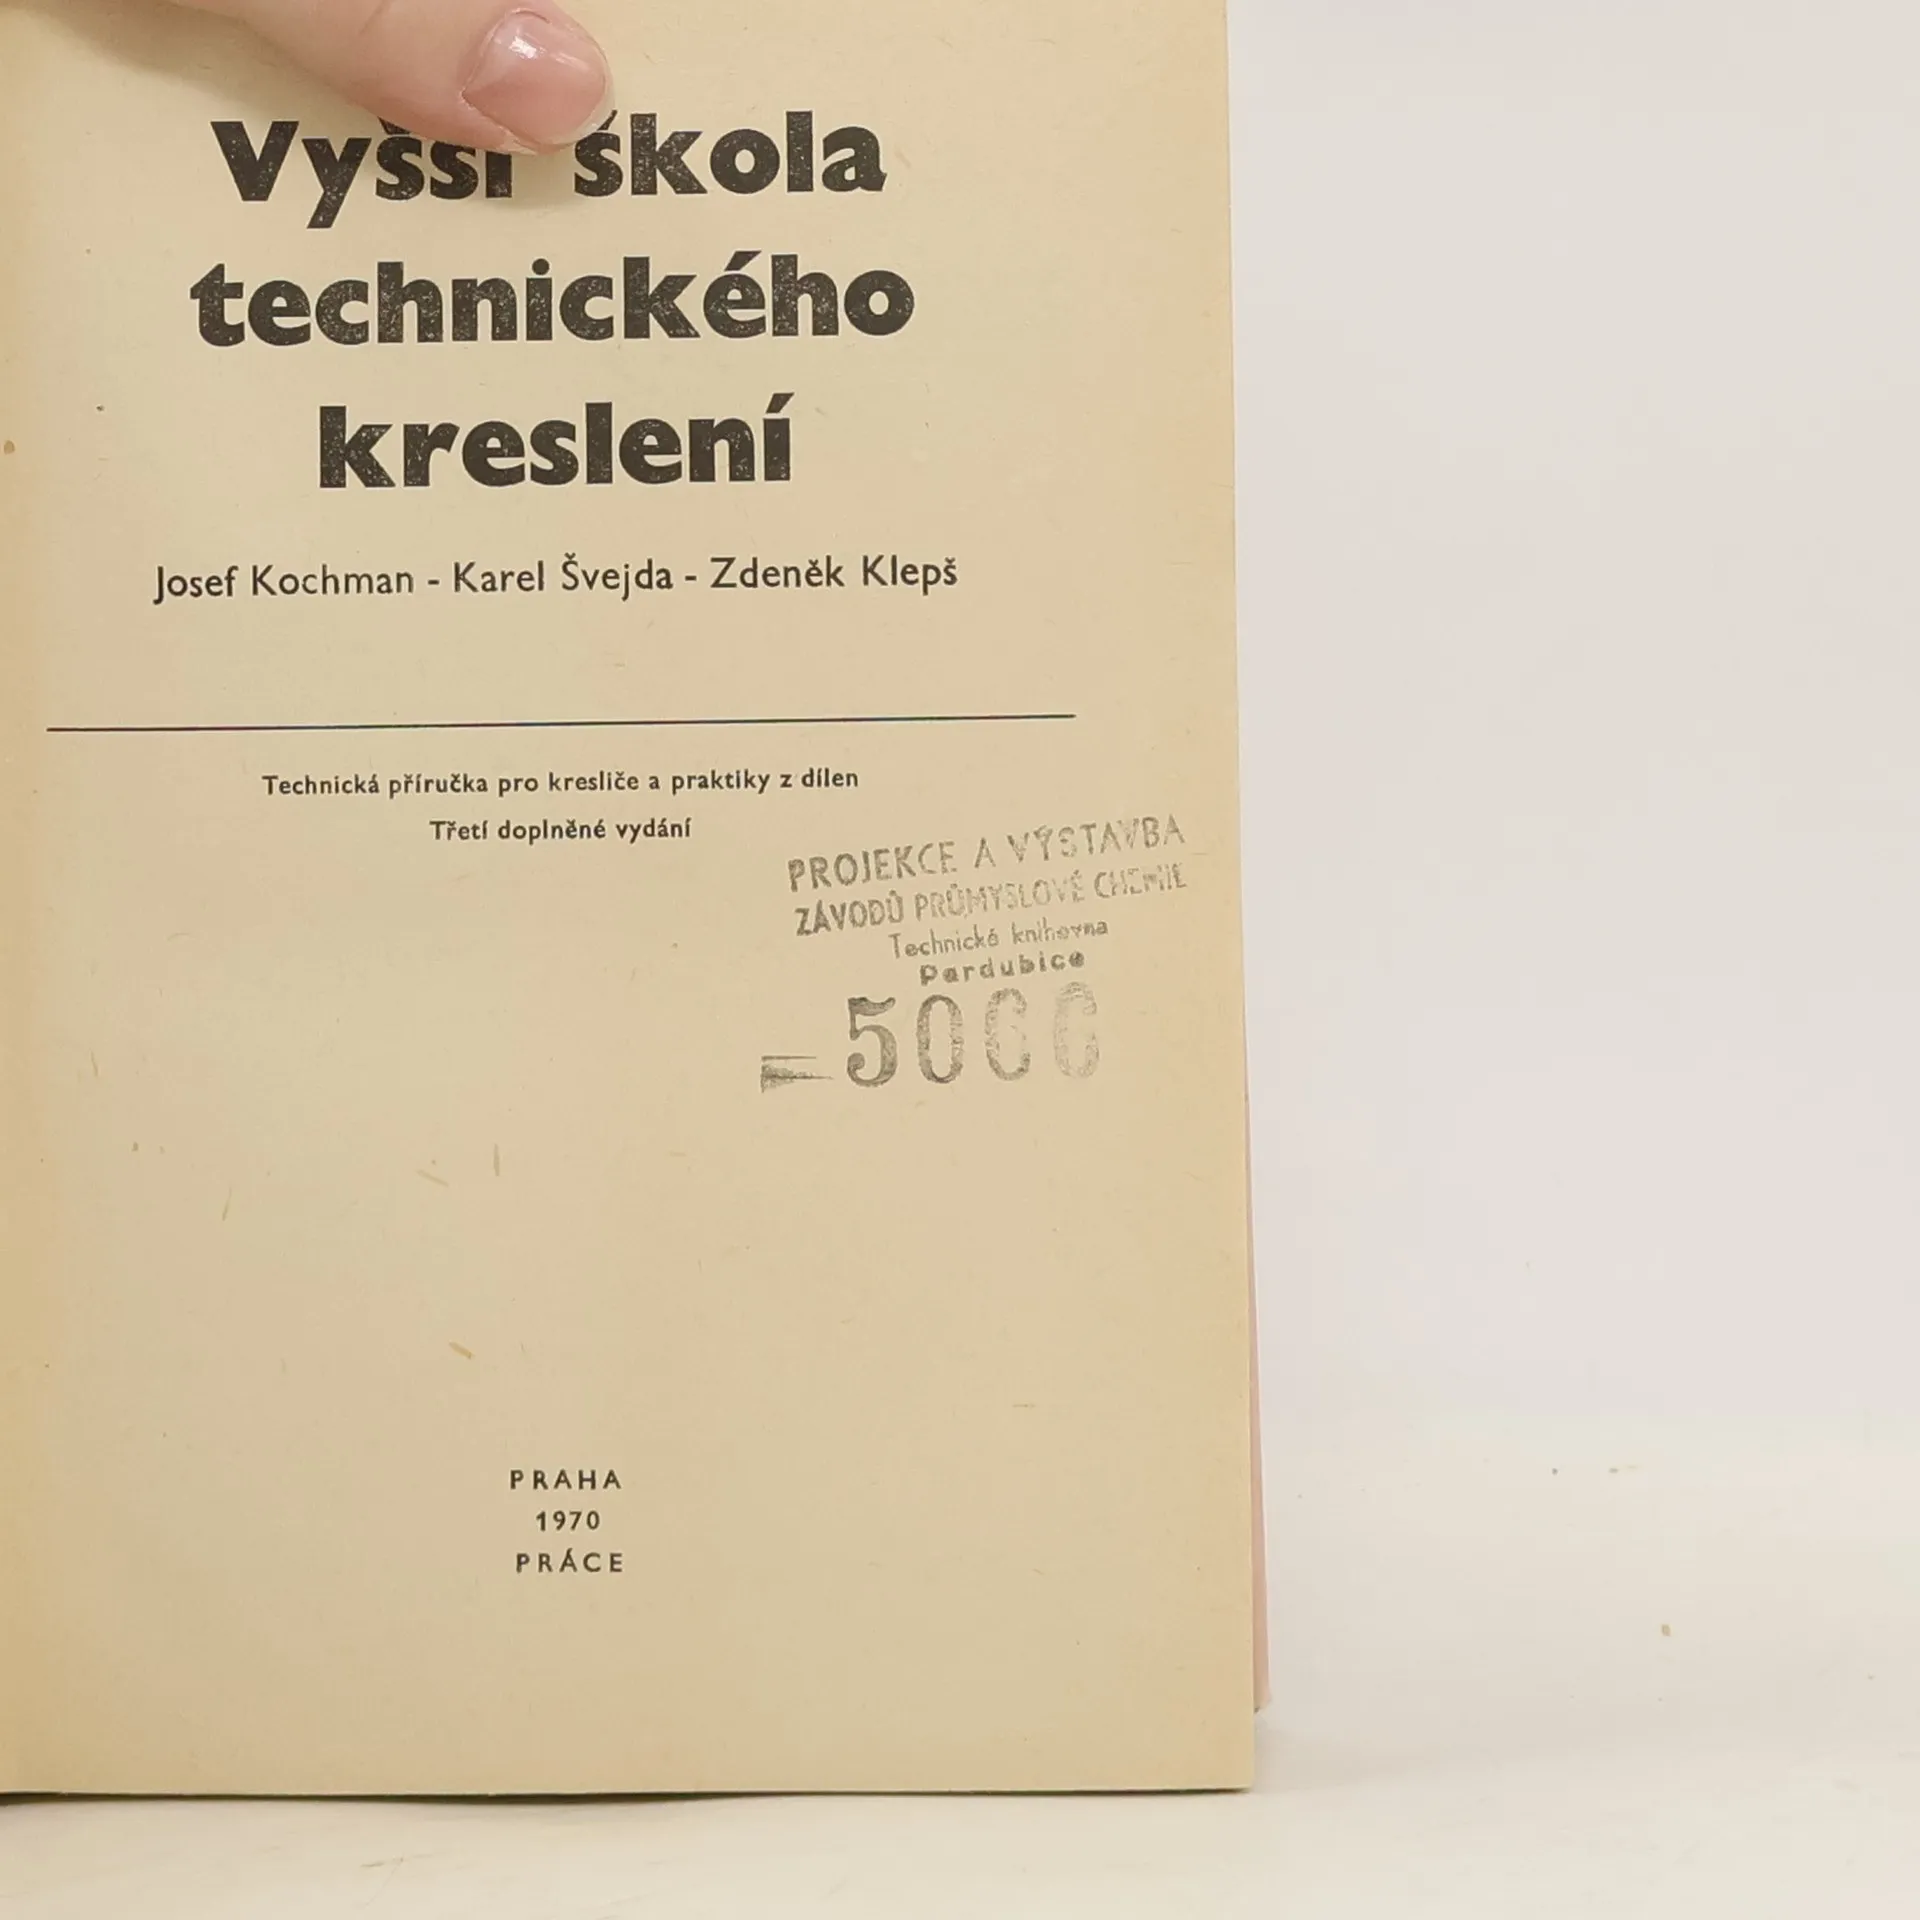 Vyšší škola
technického
kreslení
Josef Kochman - Karel Švejda - Zdeněk Klepš
Technická příručka pro kresliče a praktiky z dílen
Třetí doplněné vydání
PROJEKCE A VÝSTAVBA
ZÁVODŮ PRŮMYSLOVÉ CHEMIE
Technická knihovna
Pardubice
PRAHA
1970
PRÁCE